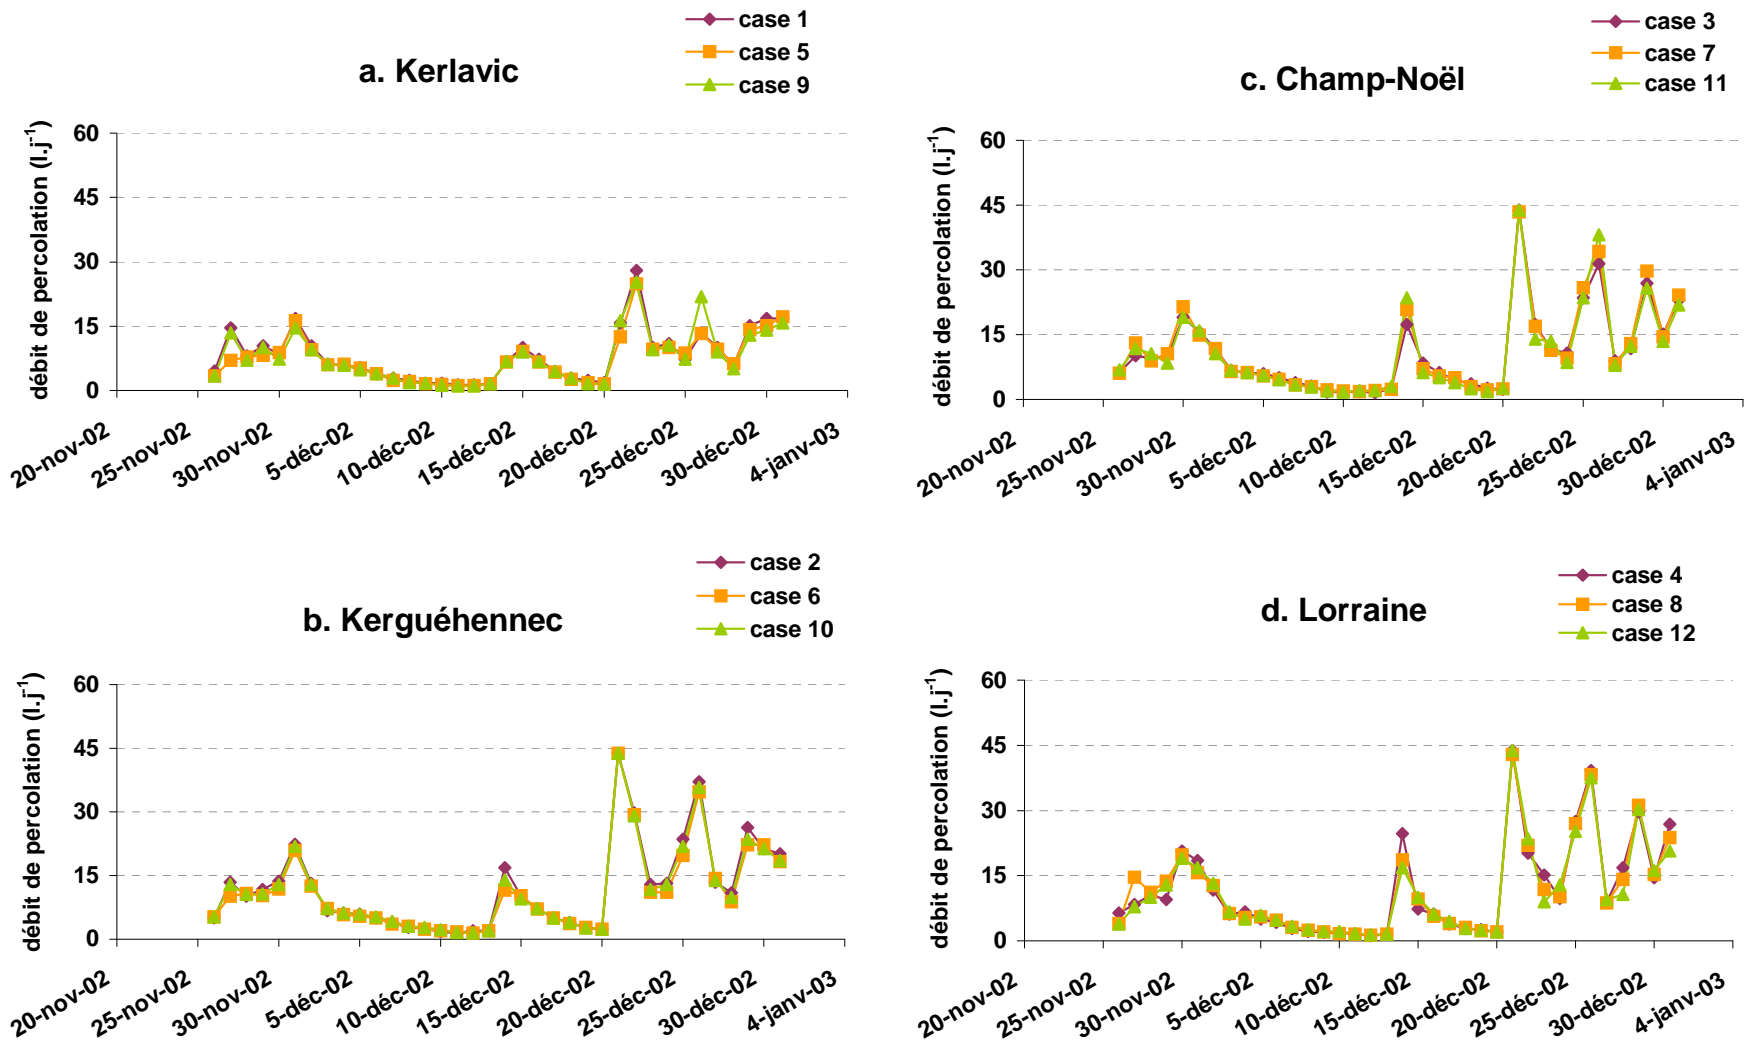 case 1
case 5
case 9
a. Kerlavic
débit de percolation (l.j-1)
60
45
30
15
0
20-nov-02
25-nov-02
30-nov-02
5-déc-02
10-déc-02
15-déc-02
20-déc-02
25-déc-02
30-déc-02
4-janv-03
case 3
case 7
case 11
c. Champ-Noël
débit de percolation (l.j-1)
60
45
30
15
0
20-nov-02
25-nov-02
30-nov-02
5-déc-02
10-déc-02
15-déc-02
20-déc-02
25-déc-02
30-déc-02
4-janv-03
case 2
case 6
case 10
b. Kerguéhennec
débit de percolation (l.j-1)
60
45
30
15
0
20-nov-02
25-nov-02
30-nov-02
5-déc-02
10-déc-02
15-déc-02
20-déc-02
25-déc-02
30-déc-02
4-janv-03
case 4
case 8
case 12
d. Lorraine
débit de percolation (l.j-1)
60
45
30
15
0
20-nov-02
25-nov-02
30-nov-02
5-déc-02
10-déc-02
15-déc-02
20-déc-02
25-déc-02
30-déc-02
4-janv-03